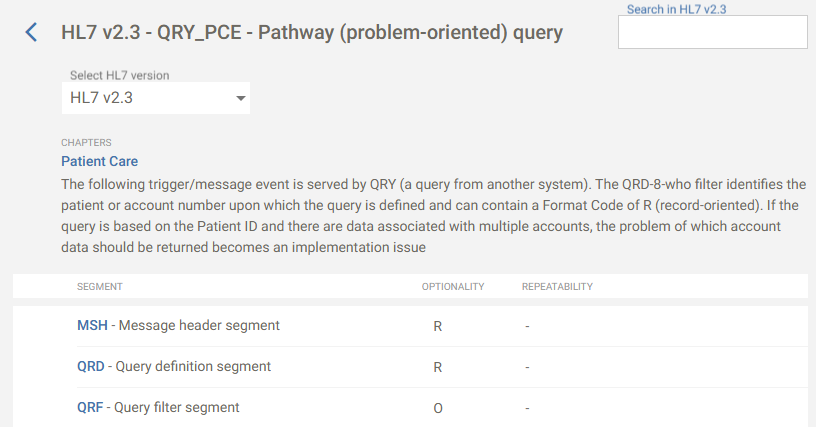 Search in HL7 v2.3
HL7 v2.3 - QRY_PCE - Pathway (problem-oriented) query
Select HL7 version
HL7 v2.3
CHAPTERS
Patient Care
The following trigger/message event is served by QRY (a query from another system). The QRD-8-who filter identifies the
patient or account number upon which the query is defined and can contain a Format Code of R (record-oriented). If the
query is based on the Patient ID and there are data associated with multiple accounts, the problem of which account
data should be returned becomes an implementation issue
SEGMENT OPTIONALITY REPEATABILITY
MSH - Message header segment R -
QRD - Query definition segment R -
QRF - Query filter segment O -